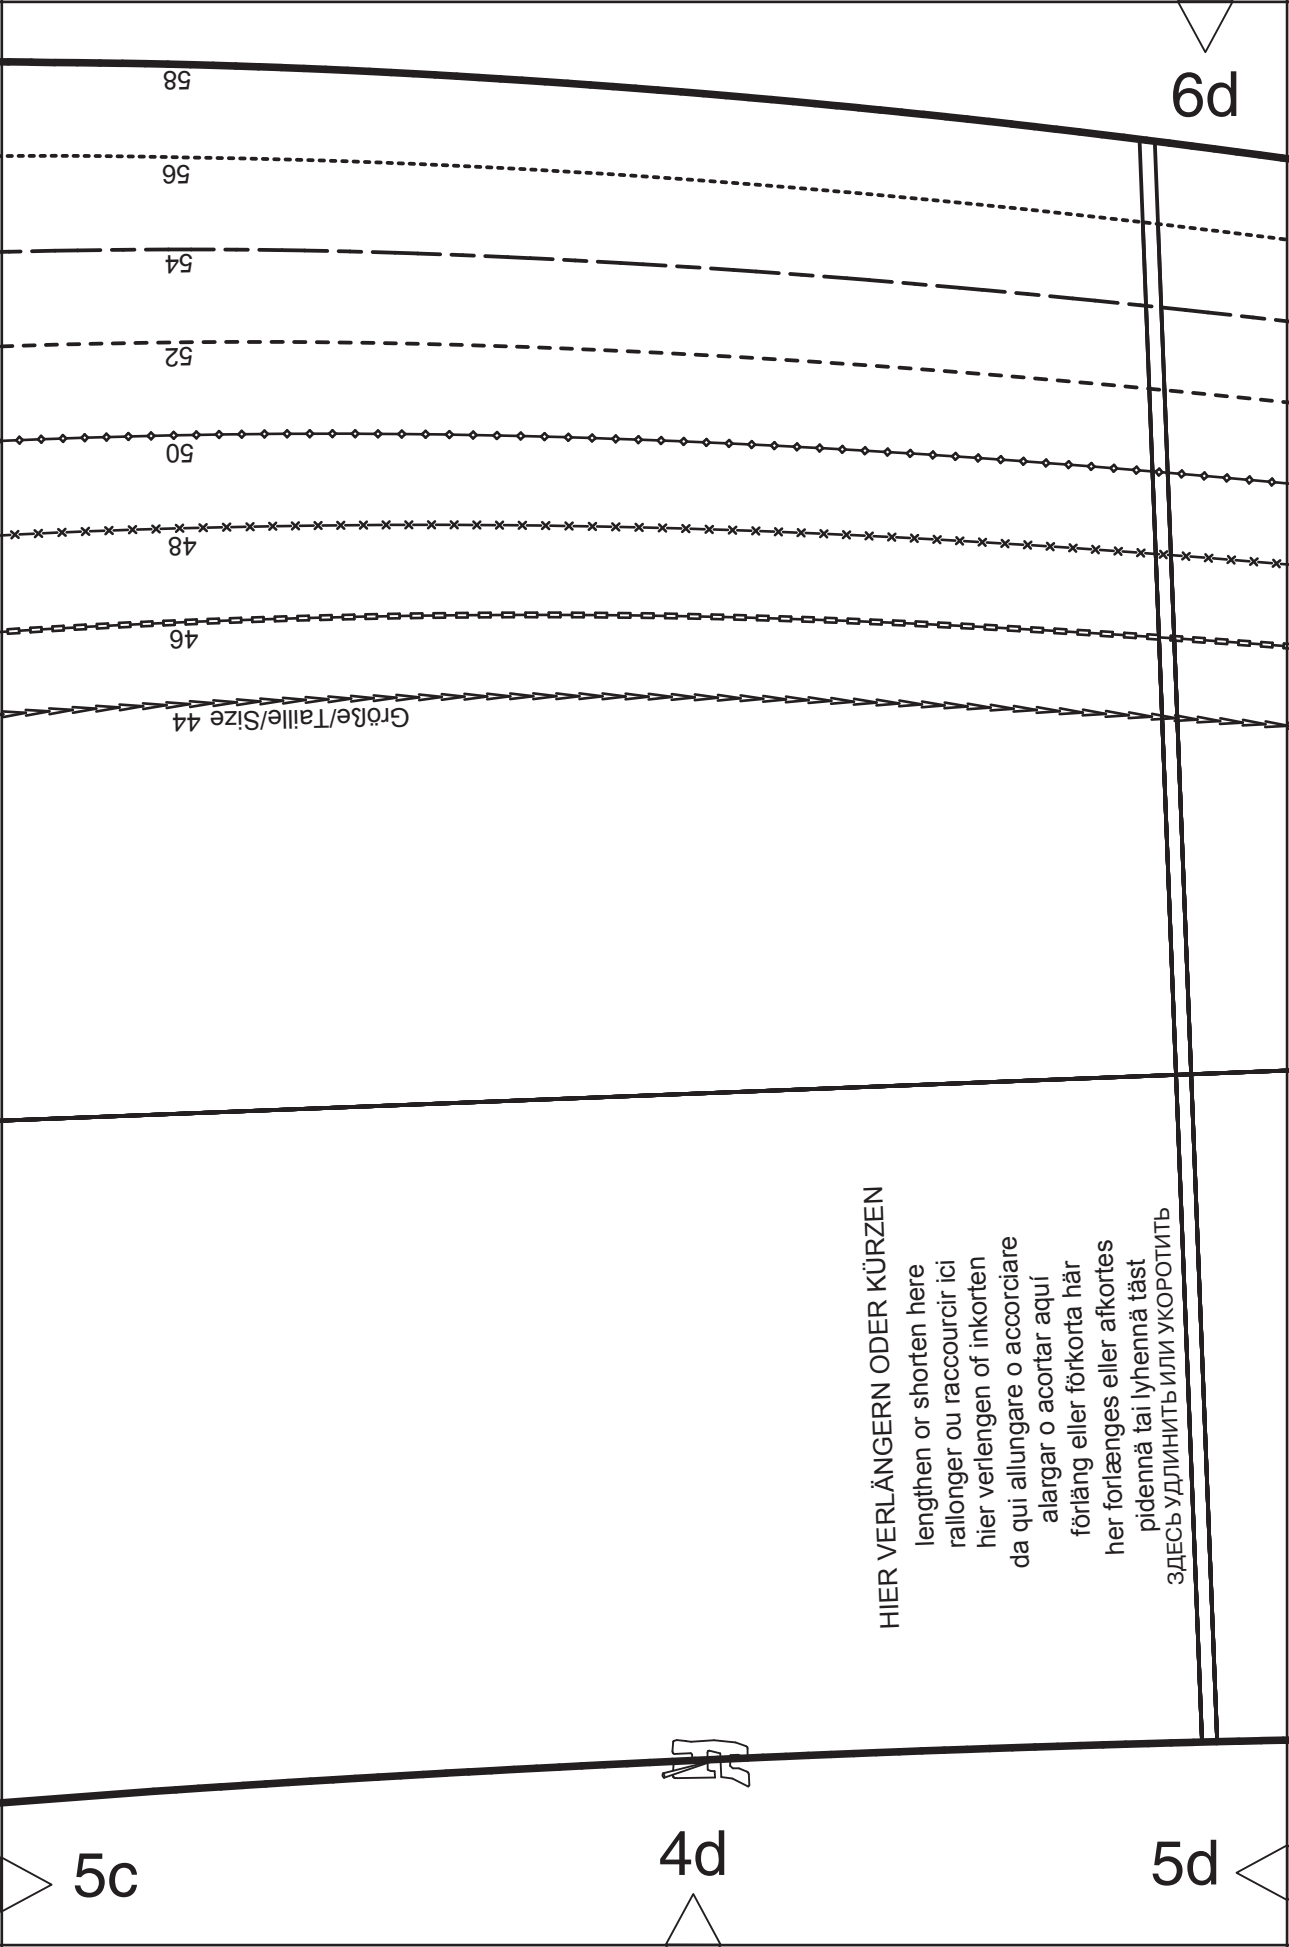 6d
58
56
54
52
50
48
46
Größe/Taille/Size 44
HIER VERLÄNGERN ODER KÜRZEN
lengthen or shorten here
rallonger ou raccourcir ici
hier verlengen of inkorten
da qui allungare o accorciare
alargar o acortar aquí
förläng eller förkorta här
her forlænges eller afkortes
pidennä tai lyhennä täst
ЗДЕСЬ УДЛИНИТЬ ИЛИ УКОРОТИТЬ
5c
4d
5d